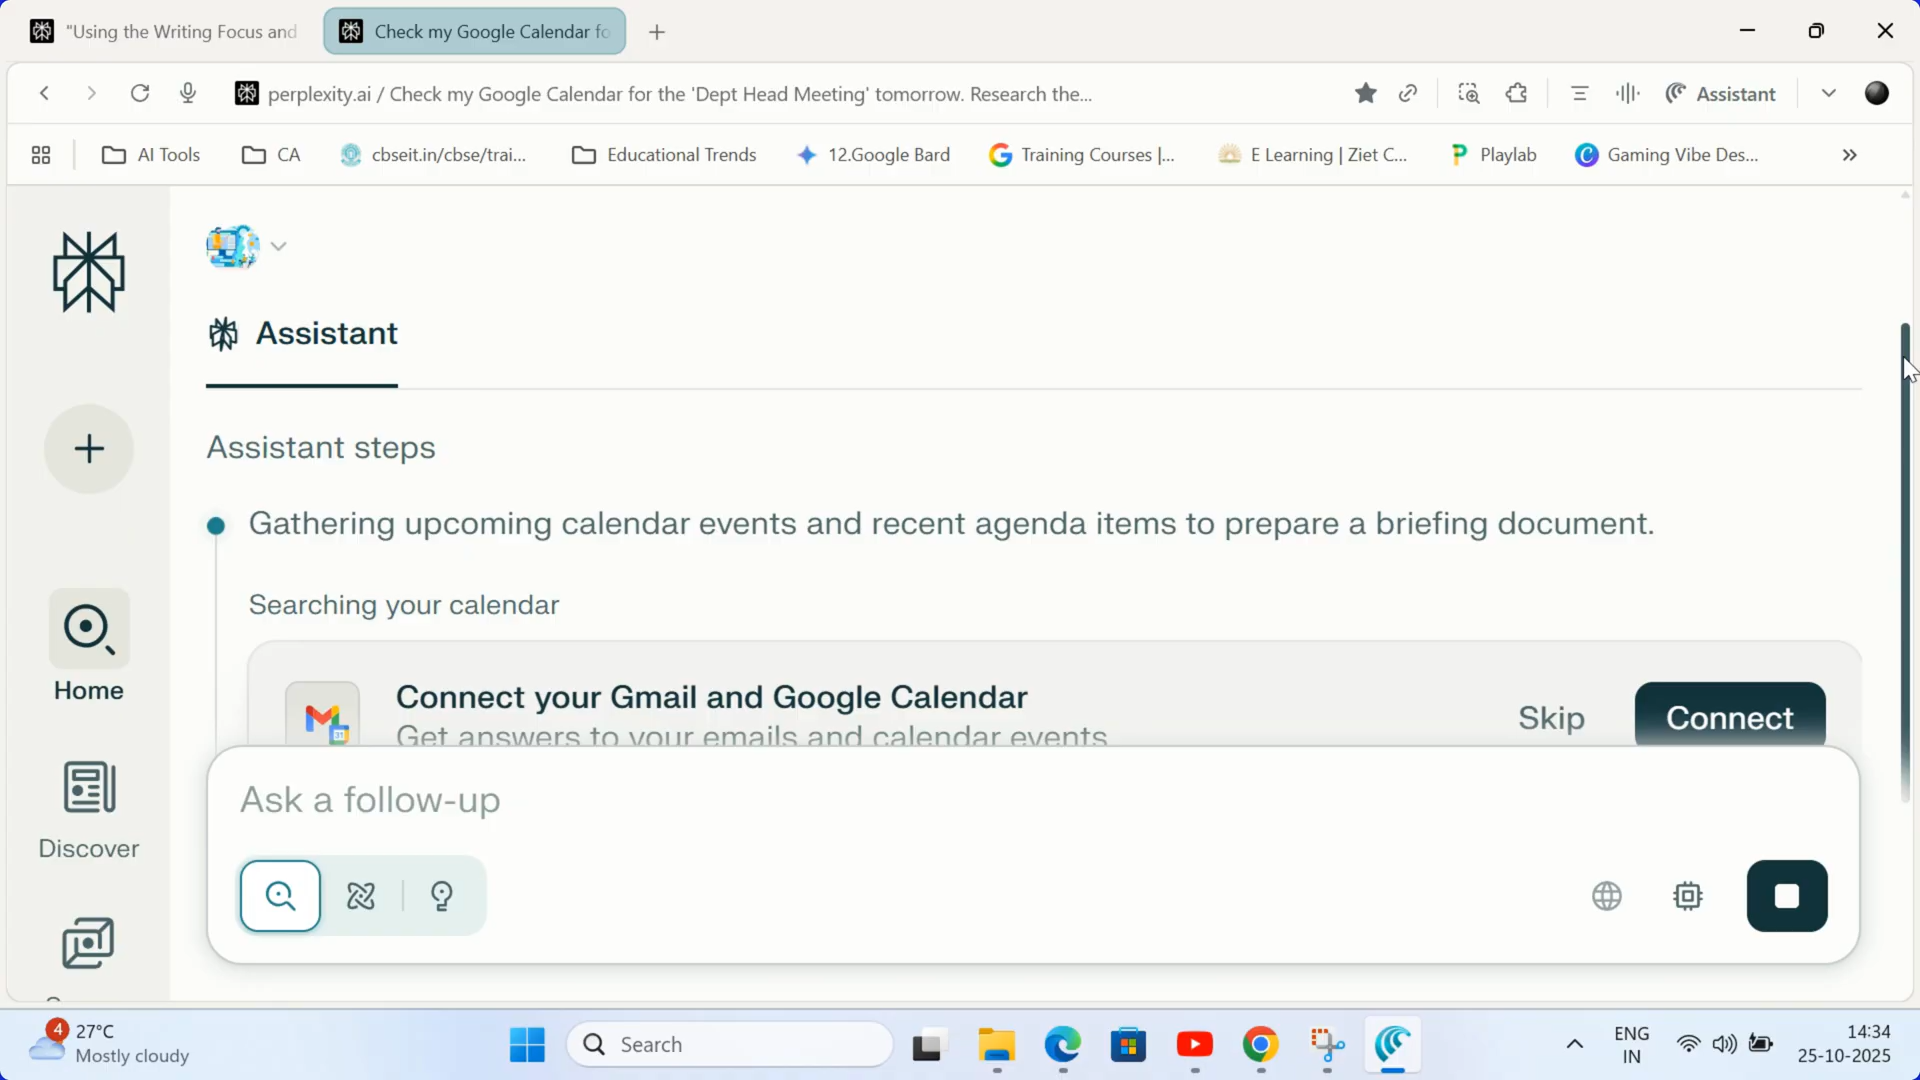 "Using the Writing Focus and
Check my Google Calendar fo
perplexity.ai / Check my Google Calendar for the 'Dept Head Meeting' tomorrow. Research the...
Assistant
AI Tools
CA
cbseit.in/cbse/trai...
Educational Trends
12.Google Bard
Training Courses |...
E Learning | Ziet C...
Playlab
Gaming Vibe Des...
Assistant
Assistant steps
Gathering upcoming calendar events and recent agenda items to prepare a briefing document.
Searching your calendar
Connect your Gmail and Google Calendar
Get answers to your emails and calendar events
Skip
Connect
Ask a follow-up
Home
Discover
4
27°C
Mostly cloudy
Search
ENG
IN
14:34
25-10-2025